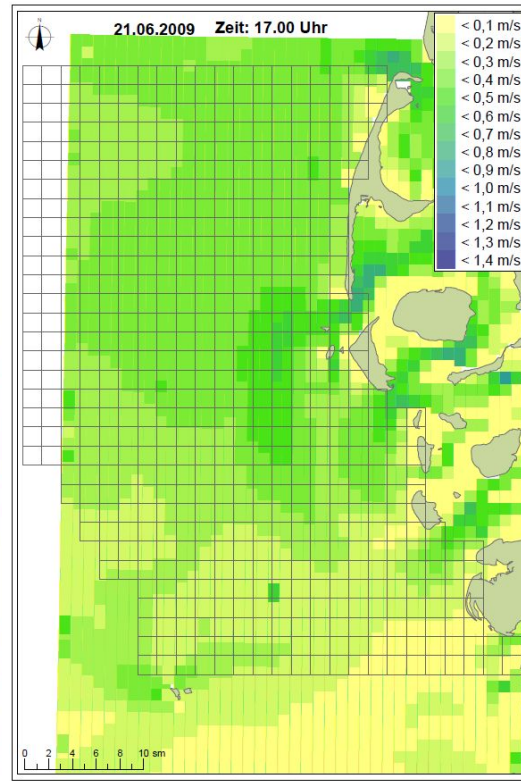 N
21.06.2009 Zeit: 17.00 Uhr
< 0,1 m/s
< 0,2 m/s
< 0,3 m/s
< 0,4 m/s
< 0,5 m/s
< 0,6 m/s
< 0,7 m/s
< 0,8 m/s
< 0,9 m/s
< 1,0 m/s
< 1,1 m/s
< 1,2 m/s
< 1,3 m/s
< 1,4 m/s
0 2 4 6 8 10 sm